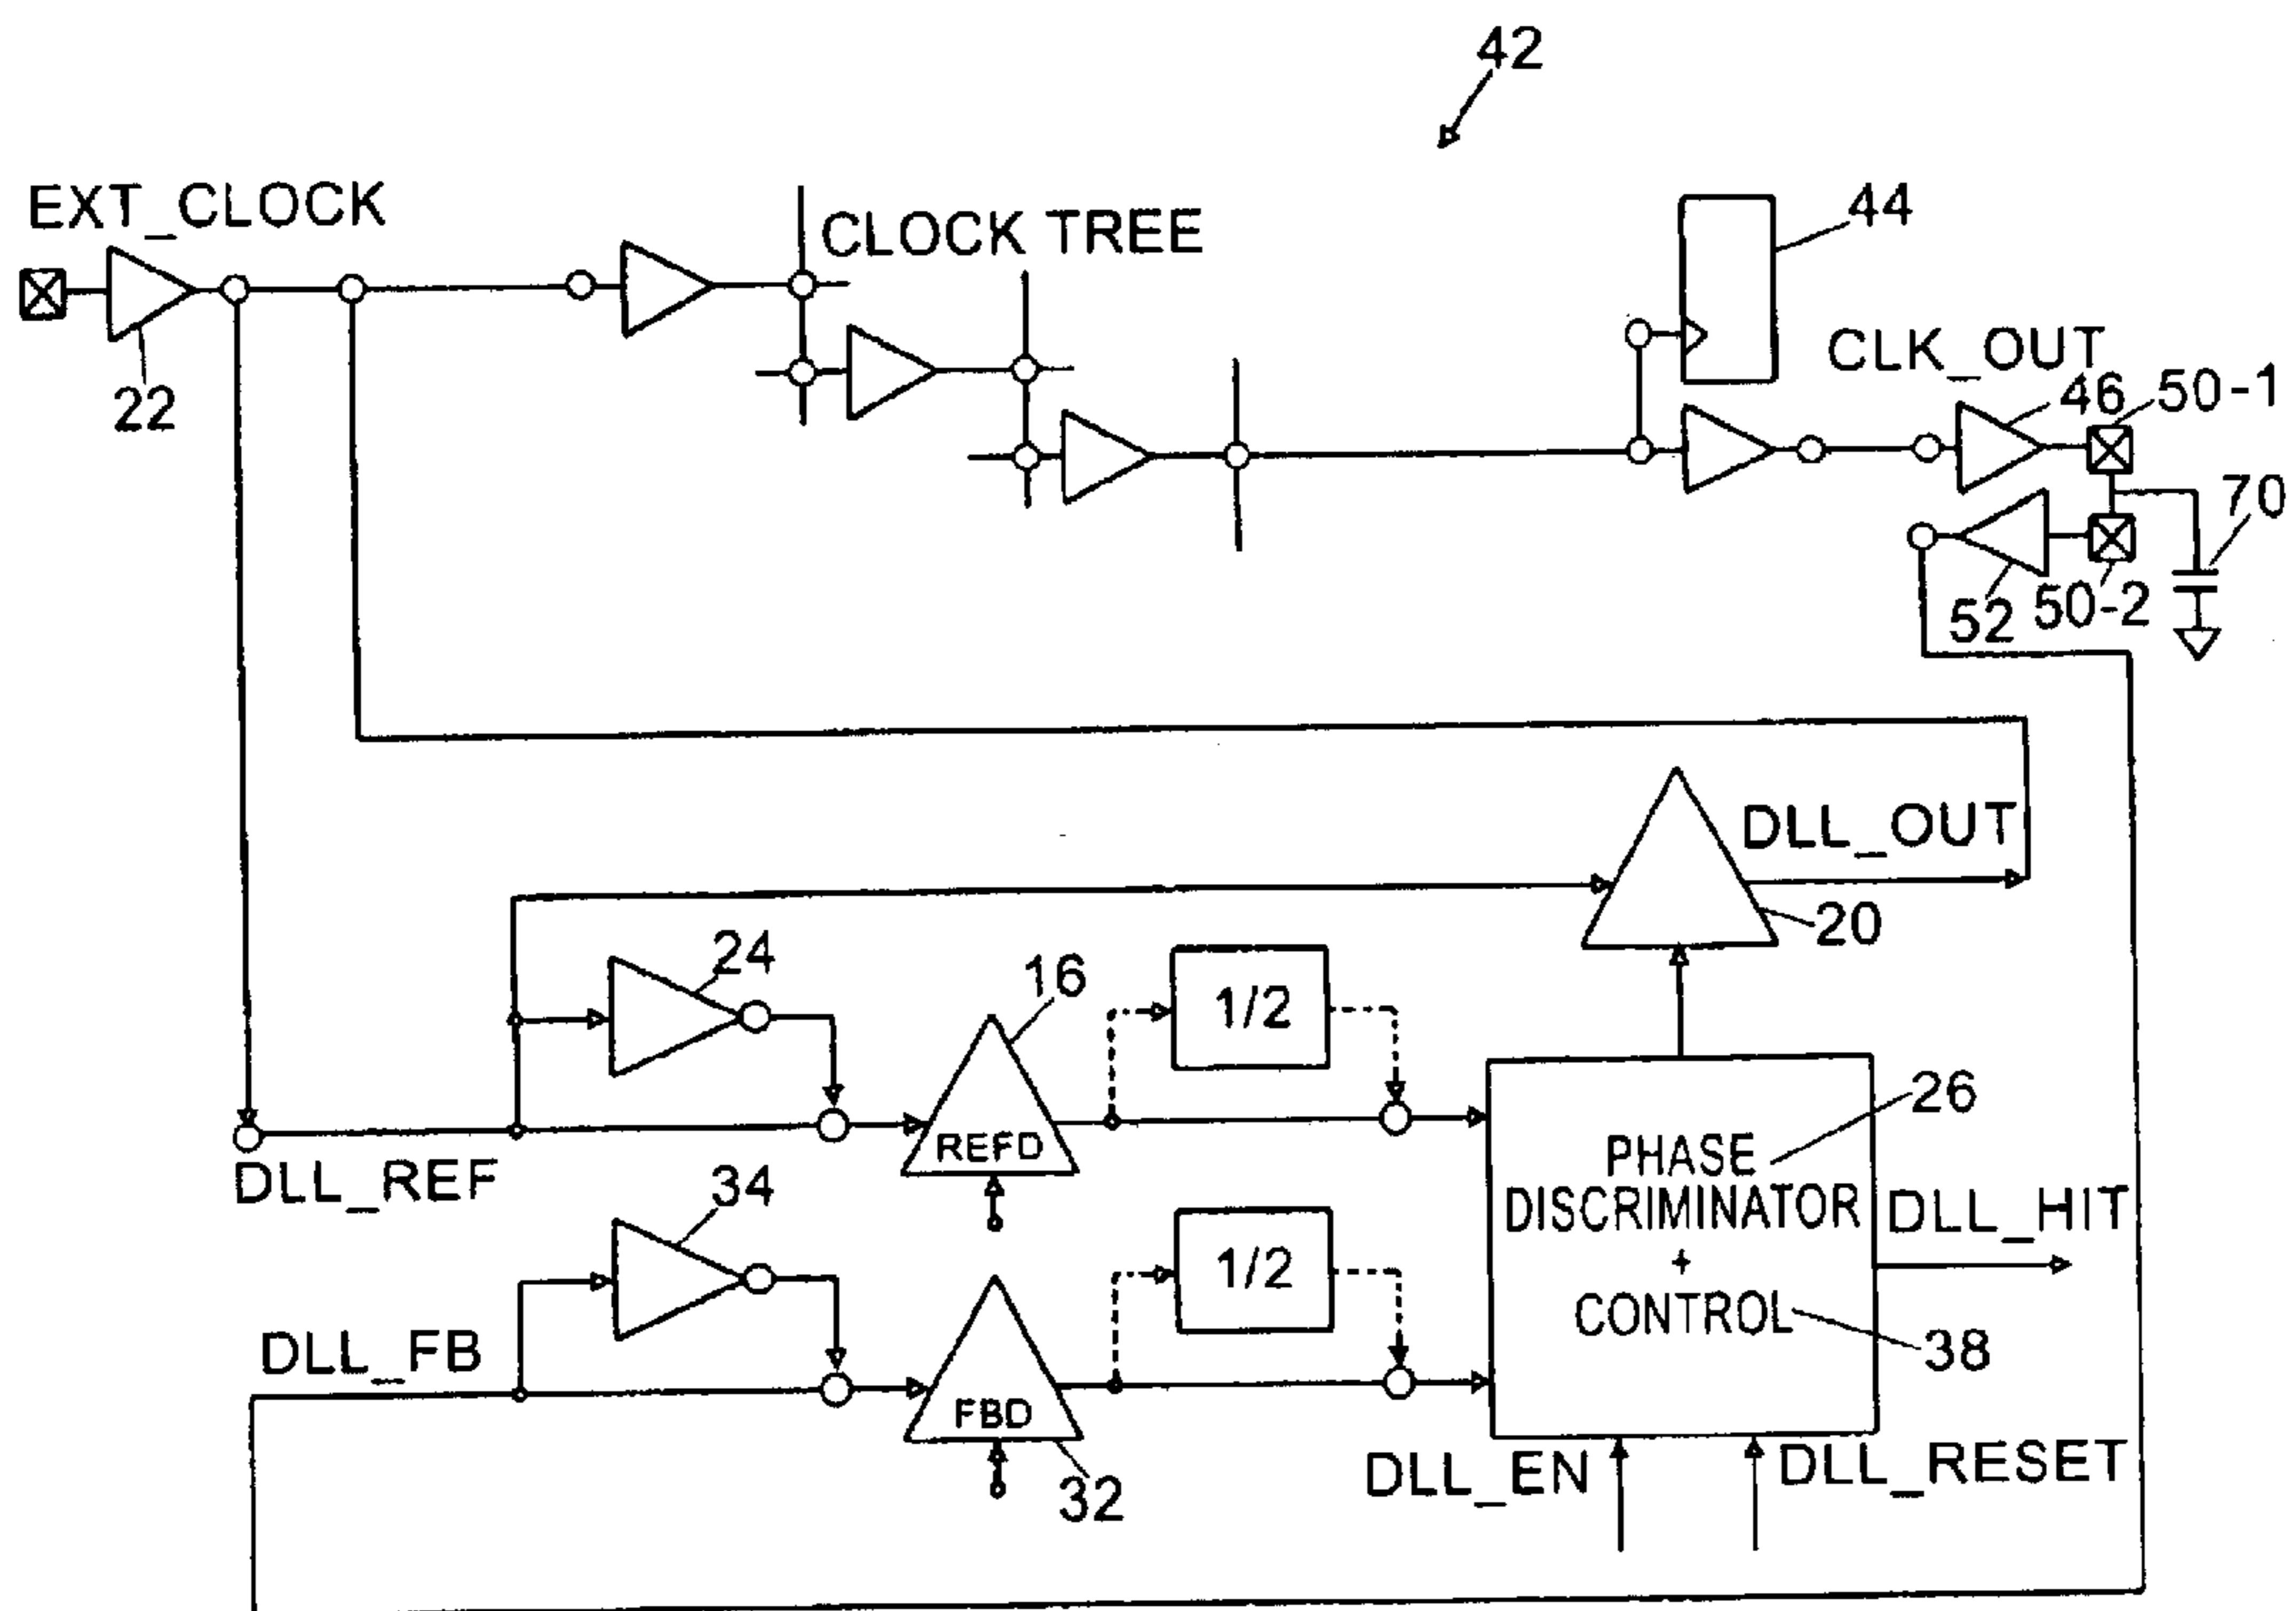 42
EXT_CLOCK
CLOCK TREE
44
22
CLK_OUT
46
50-1
70
52
50-2
DLL_OUT
20
24
16
1/2
REFD
DLL_REF
26
PHASE
DISCRIMINATOR
+
CONTROL
38
DLL_HIT
34
1/2
DLL_FB
FBD
32
DLL_EN
DLL_RESET